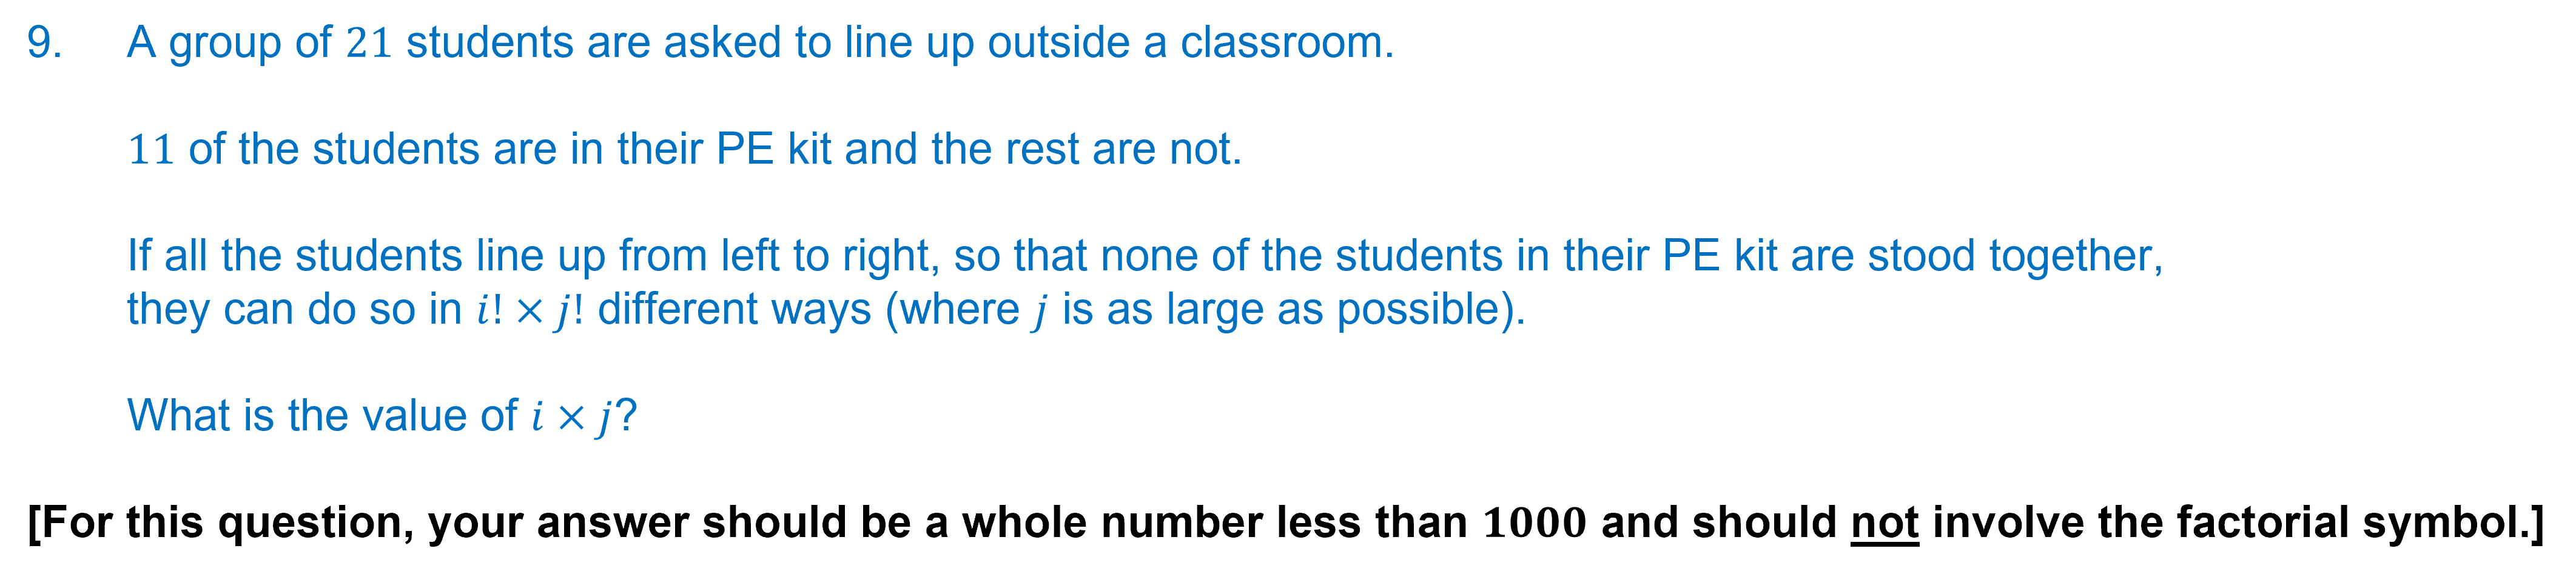 9. A group of 21 students are asked to line up outside a classroom.
11 of the students are in their PE kit and the rest are not.
If all the students line up from left to right, so that none of the students in their PE kit are stood together,
they can do so in i! × j! different ways (where j is as large as possible).
What is the value of i × j?
[For this question, your answer should be a whole number less than 1000 and should not involve the factorial symbol.]